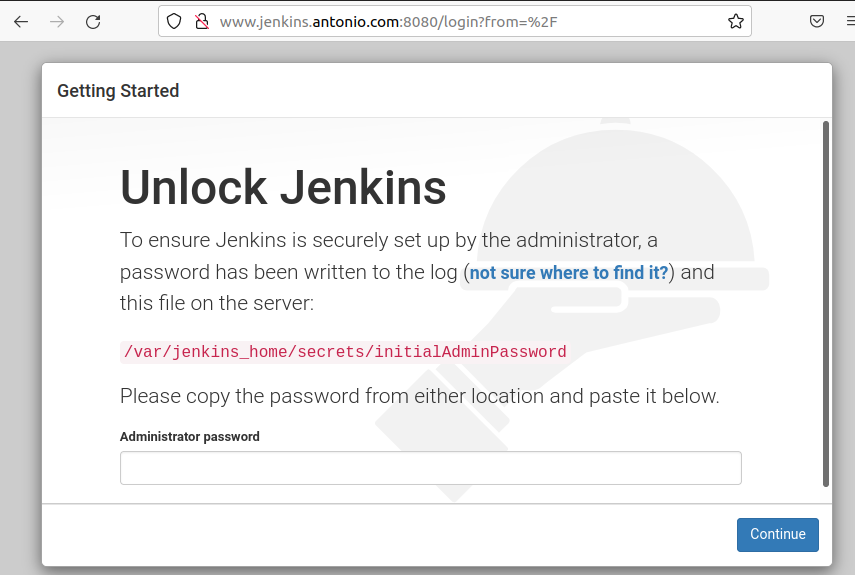 www.jenkins.antonio.com:8080/login?from=%2F
Getting Started
Unlock Jenkins
To ensure Jenkins is securely set up by the administrator, a
password has been written to the log (not sure where to find it?) and
this file on the server:
/var/jenkins_home/secrets/initialAdminPassword
Please copy the password from either location and paste it below.
Administrator password
Continue